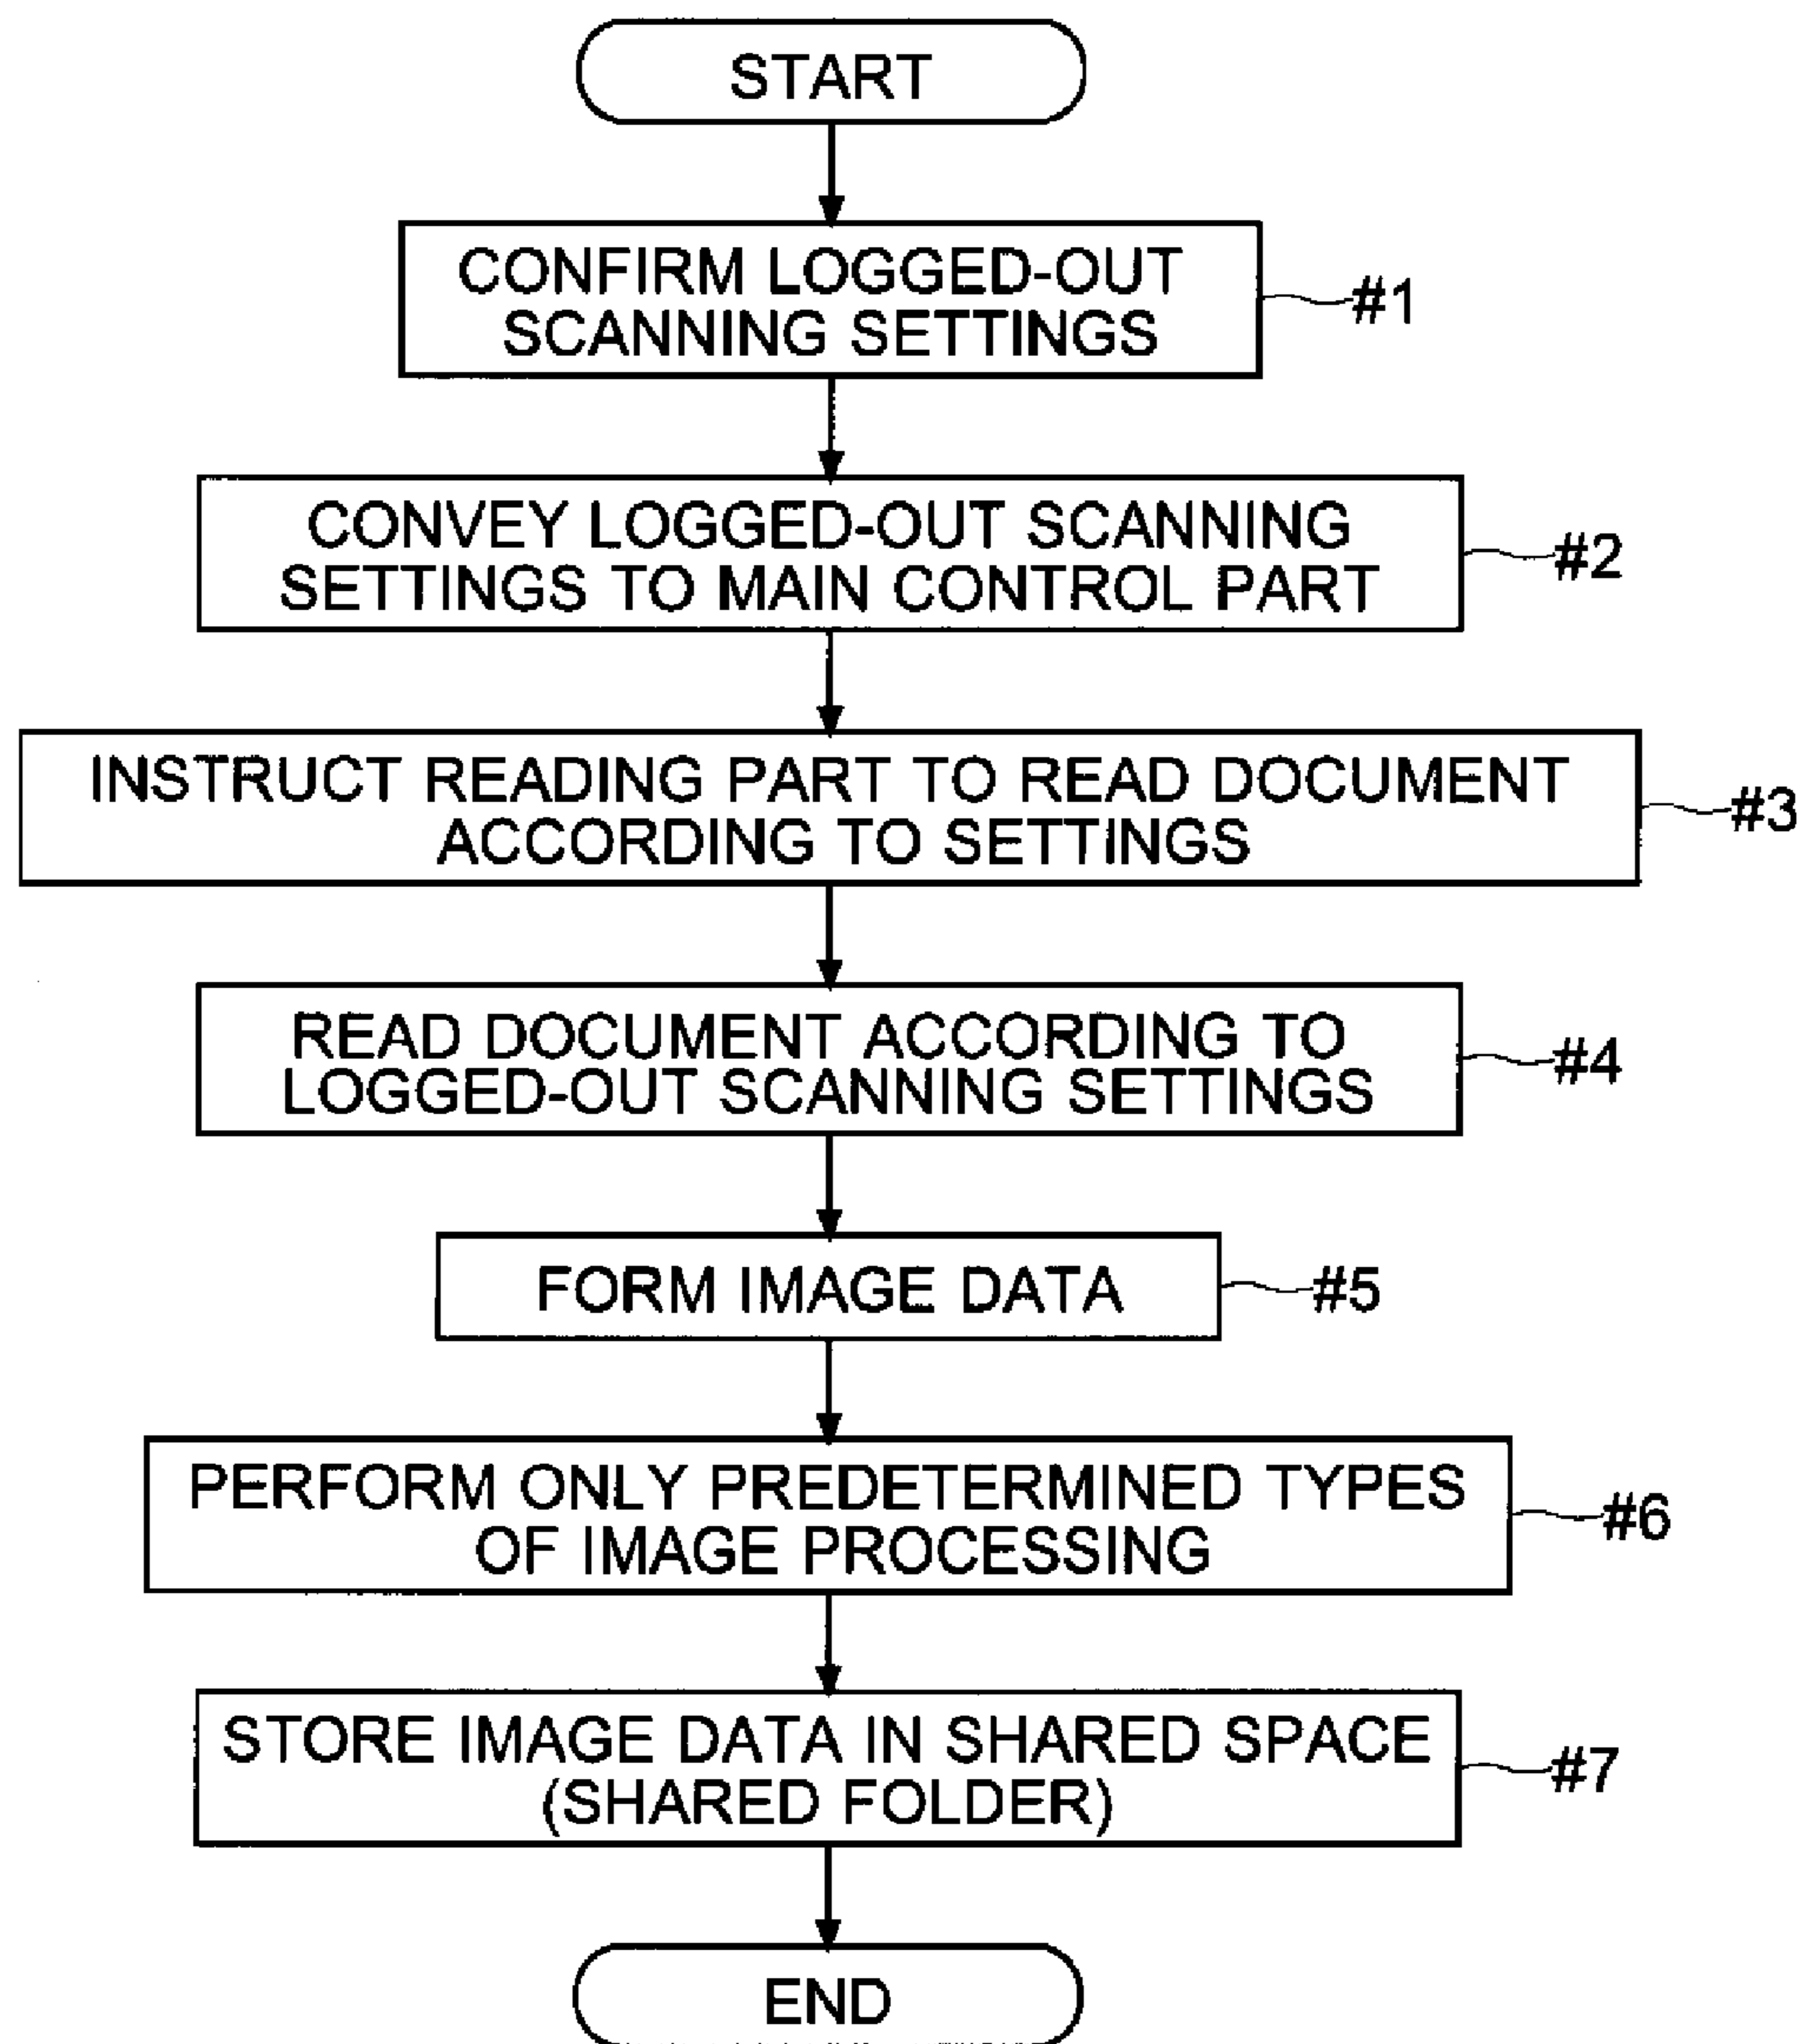 START
CONFIRM LOGGED-OUT
SCANNING SETTINGS
#1
CONVEY LOGGED-OUT SCANNING
SETTINGS TO MAIN CONTROL PART
#2
INSTRUCT READING PART TO READ DOCUMENT
ACCORDING TO SETTINGS
#3
READ DOCUMENT ACCORDING TO
LOGGED-OUT SCANNING SETTINGS
#4
FORM IMAGE DATA
#5
PERFORM ONLY PREDETERMINED TYPES
OF IMAGE PROCESSING
#6
STORE IMAGE DATA IN SHARED SPACE
(SHARED FOLDER)
#7
END